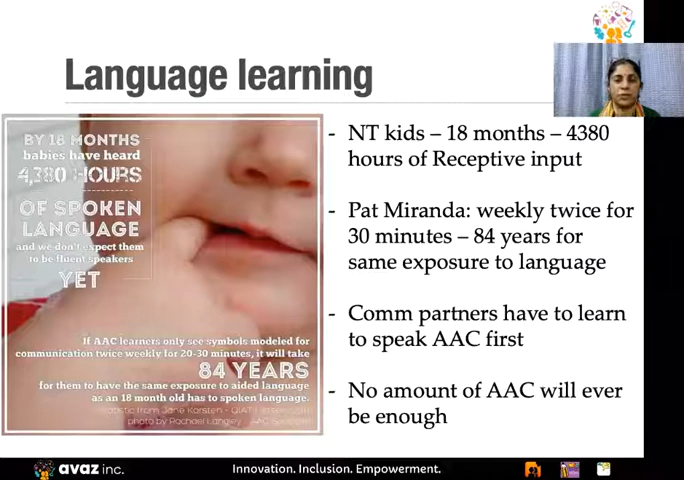 Language learning
BY 18 MONTHS
babies have heard
4,380 HOURS
OF SPOKEN
LANGUAGE
and we don't expect them
to be fluent speakers
YET
If AAC learners only see symbols modeled for
communication twice weekly for 20-30 minutes, it will take
84 YEARS
for them to have the same exposure to aided language
as an 18 month old has to spoken language.
statistic from Jane Korsten - QIAT
photo by Rachael Langley
- NT kids – 18 months – 4380
hours of Receptive input
- Pat Miranda: weekly twice for
30 minutes – 84 years for
same exposure to language
- Comm partners have to learn
to speak AAC first
- No amount of AAC will ever
be enough
avaz inc.
Innovation. Inclusion. Empowerment.